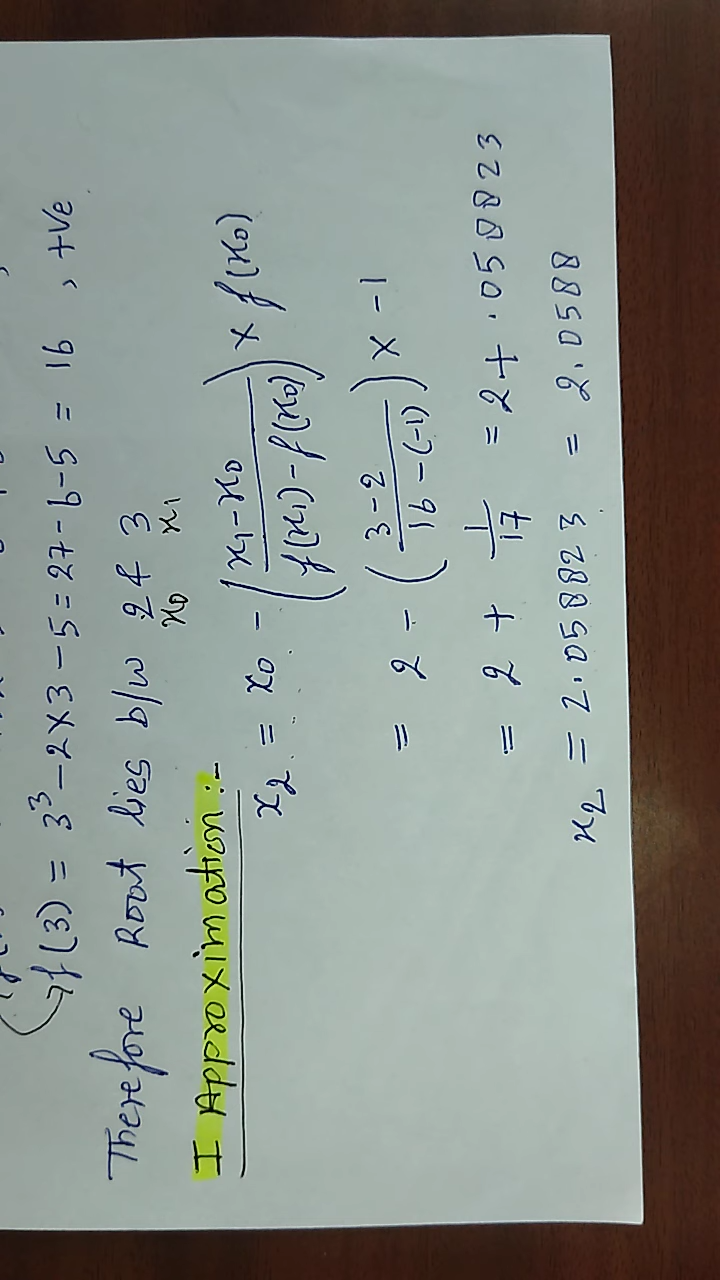 f(3) = 3³ - 2×3 - 5 = 27 - 6 - 5 = 16 , +ve
Therefore Root lies b/w 2 & 3
x₀ x₁
I Approximation :-
x₂ = x₀ - ( (x₁ - x₀) / (f(x₁) - f(x₀)) ) × f(x₀)
= 2 - ( (3 - 2) / (16 - (-1)) ) × -1
= 2 + 1/17 = 2 + .058823
x₂ = 2.058823 = 2.0588